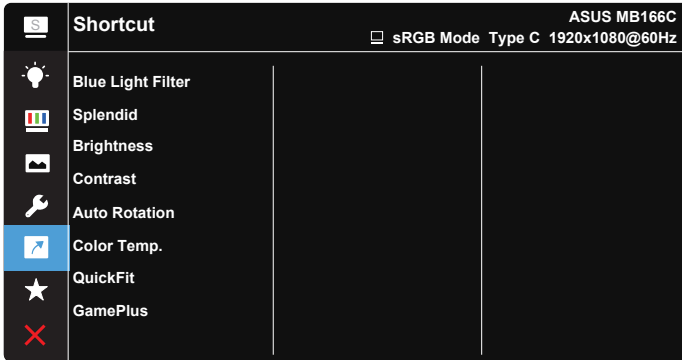 S
Shortcut
ASUS MB166C
sRGB Mode Type C 1920x1080@60Hz
Blue Light Filter
Splendid
Brightness
Contrast
Auto Rotation
Color Temp.
QuickFit
GamePlus